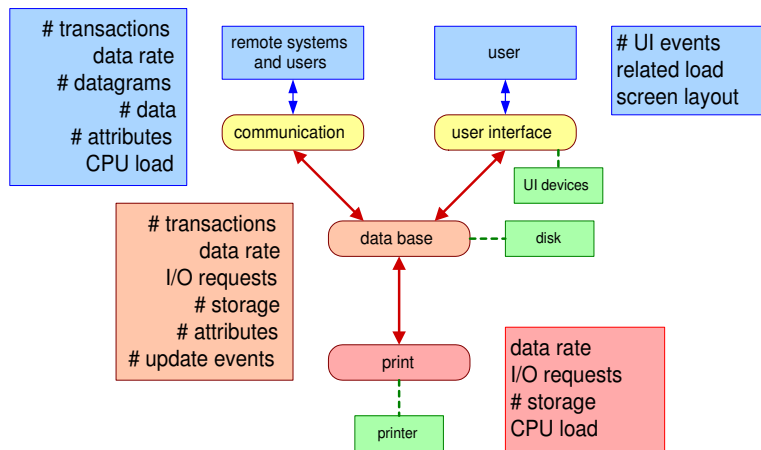 # transactions
data rate
# datagrams
# data
# attributes
CPU load
remote systems
and users
user
# UI events
related load
screen layout
communication
user interface
UI devices
# transactions
data rate
I/O requests
# storage
# attributes
# update events
data base
disk
print
printer
data rate
I/O requests
# storage
CPU load